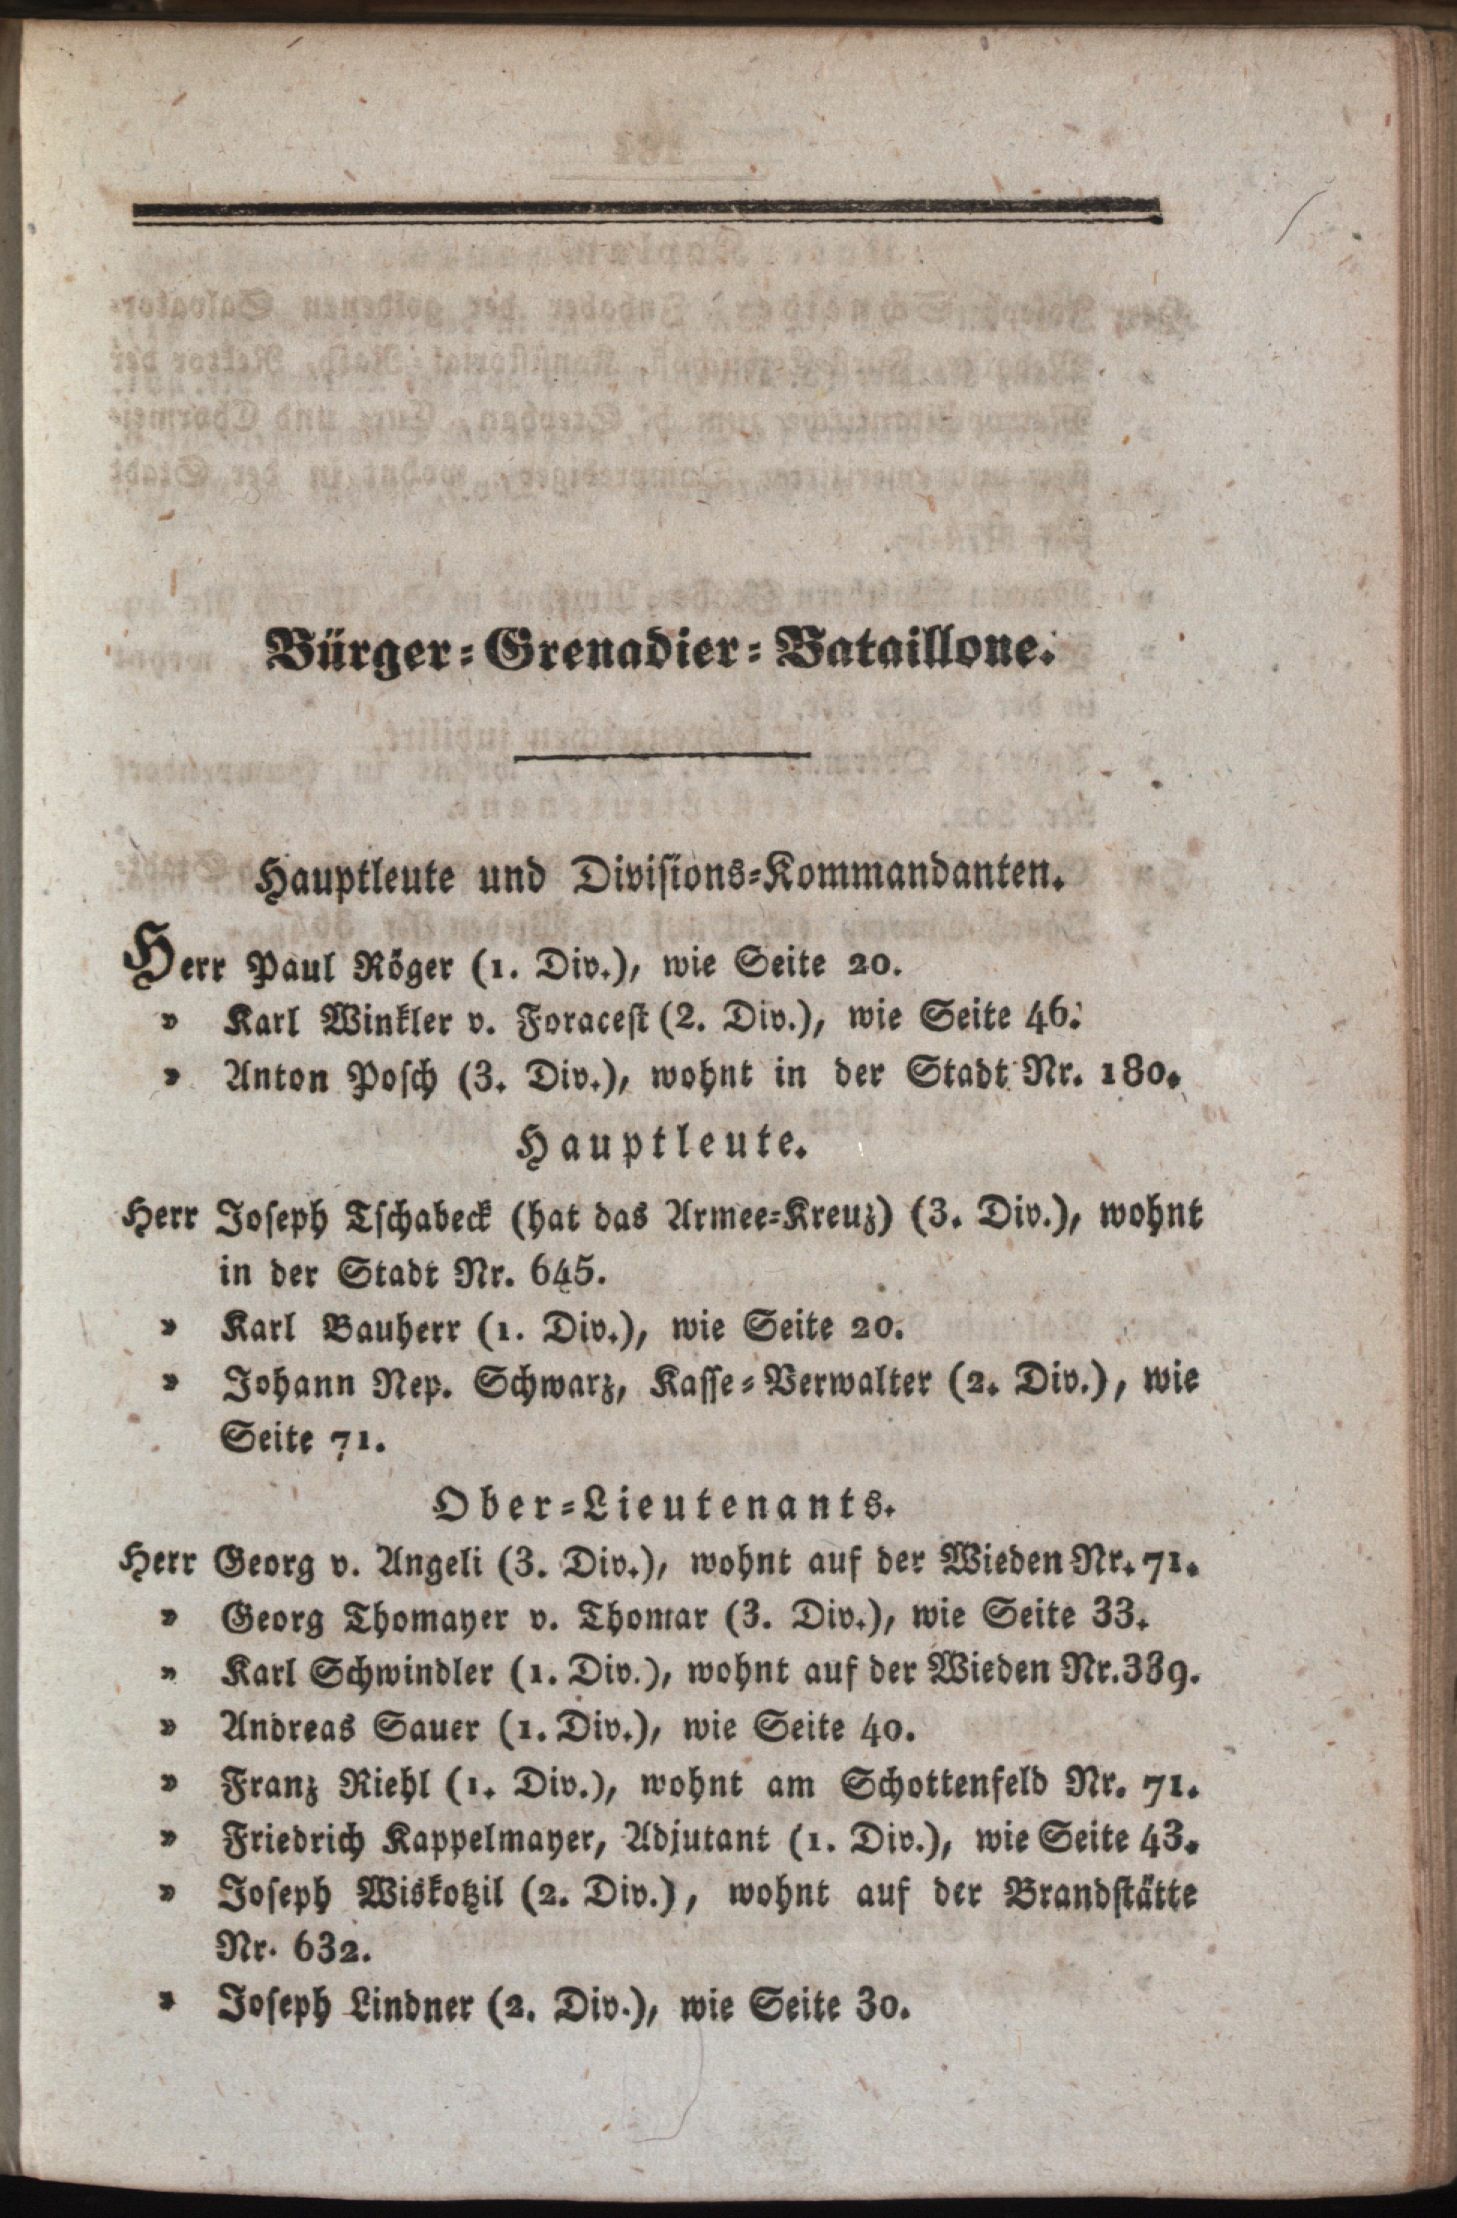 Bürger-Grenadier-Bataillone.
Hauptleute und Divisions-Kommandanten.
Herr Paul Röger (1. Div.), wie Seite 20.
» Karl Winkler v. Foracest (2. Div.), wie Seite 46.
» Anton Posch (3. Div.), wohnt in der Stadt Nr. 180.
Hauptleute.
Herr Joseph Tschabeck (hat das Armee-Kreuz) (3. Div.), wohnt
in der Stadt Nr. 645.
» Karl Bauherr (1. Div.), wie Seite 20.
» Johann Nep. Schwarz, Kasse-Verwalter (2. Div.), wie
Seite 71.
Ober-Lieutenants.
Herr Georg v. Angeli (3. Div.), wohnt auf der Wieden Nr. 71.
» Georg Thomayer v. Thomar (3. Div.), wie Seite 33.
» Karl Schwindler (1. Div.), wohnt auf der Wieden Nr. 339.
» Andreas Sauer (1. Div.), wie Seite 40.
» Franz Riehl (1. Div.), wohnt am Schottenfeld Nr. 71.
» Friedrich Kappelmayer, Adjutant (1. Div.), wie Seite 43.
» Joseph Wiskotzil (2. Div.), wohnt auf der Brandstätte
Nr. 632.
» Joseph Lindner (2. Div.), wie Seite 30.